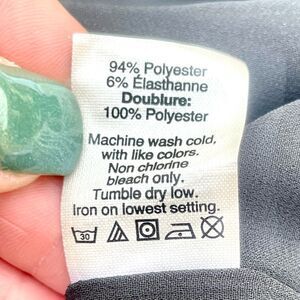 94% Polyester
6% Élasthanne
Doublure:
100% Polyester
Machine wash cold,
with like colors.
Non chlorine
bleach only.
Tumble dry low.
Iron on lowest setting.
30